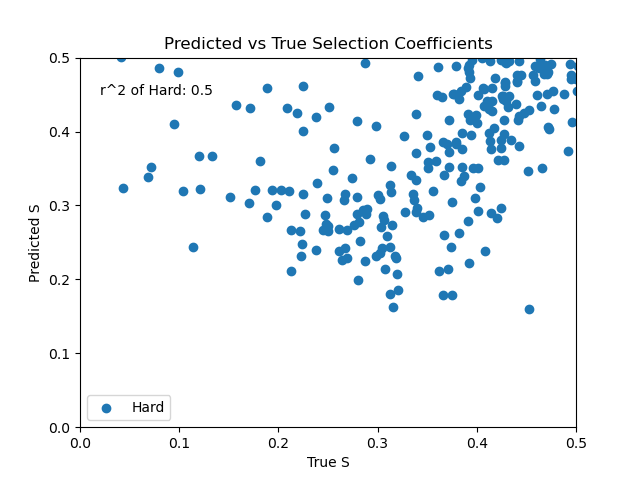 Predicted vs True Selection Coefficients
r^2 of Hard: 0.5
Predicted S
0.5
0.4
0.3
0.2
0.1
0.0
Hard
0.0 0.1 0.2 0.3 0.4 0.5
True S